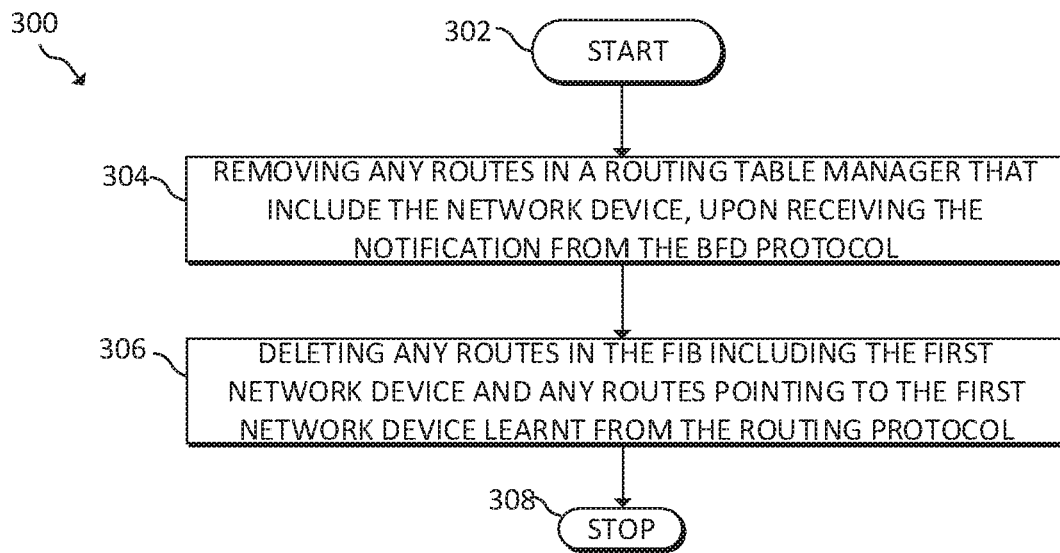 300
302
START
304
REMOVING ANY ROUTES IN A ROUTING TABLE MANAGER THAT
INCLUDE THE NETWORK DEVICE, UPON RECEIVING THE
NOTIFICATION FROM THE BFD PROTOCOL
306
DELETING ANY ROUTES IN THE FIB INCLUDING THE FIRST
NETWORK DEVICE AND ANY ROUTES POINTING TO THE FIRST
NETWORK DEVICE LEARNT FROM THE ROUTING PROTOCOL
308
STOP